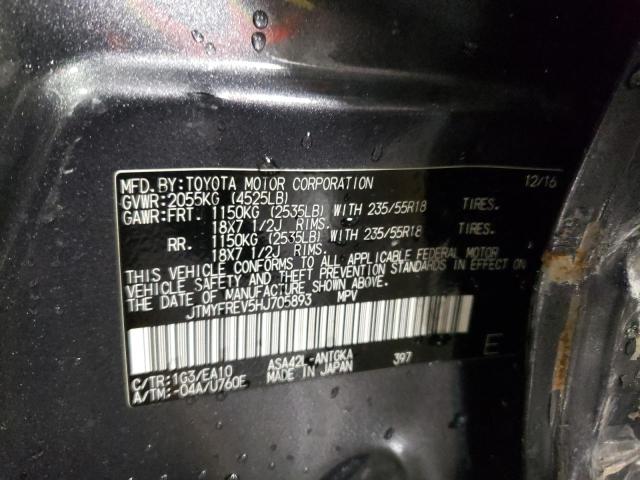 MFD.BY:TOYOTA MOTOR CORPORATION 12/16
GVWR:2055KG (4525LB)
GAWR:FRT. 1150KG (2535LB) WITH 235/55R18 TIRES.
18X7 1/2J RIMS.
RR. 1150KG (2535LB) WITH 235/55R18 TIRES.
18X7 1/2J RIMS.
THIS VEHICLE CONFORMS TO ALL APPLICABLE FEDERAL MOTOR
VEHICLE SAFETY AND THEFT PREVENTION STANDARDS IN EFFECT ON
THE DATE OF MANUFACTURE SHOWN ABOVE.
JTMYFREV5HJ705893 MPV
E
C/TR:1G3/EA10 ASA42L-ANTGKA 397
A/TM:-04A/U760E MADE IN JAPAN